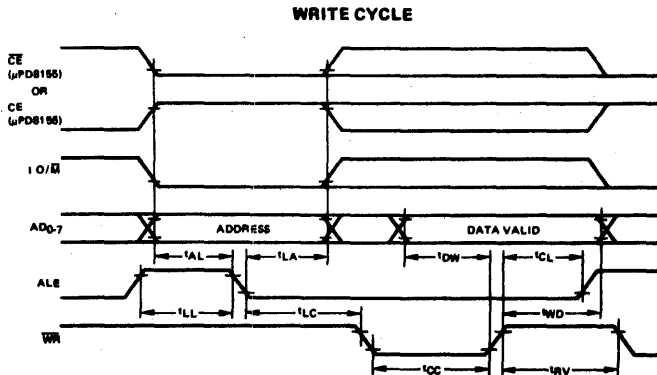 WRITE CYCLE
CE
(µPD8155)
OR
CE
(µPD8156)
IO/M
AD0-7
ADDRESS
DATA VALID
tAL
tLA
tDW
tCL
ALE
tLL
tLC
tWD
WR
tCC
tRV